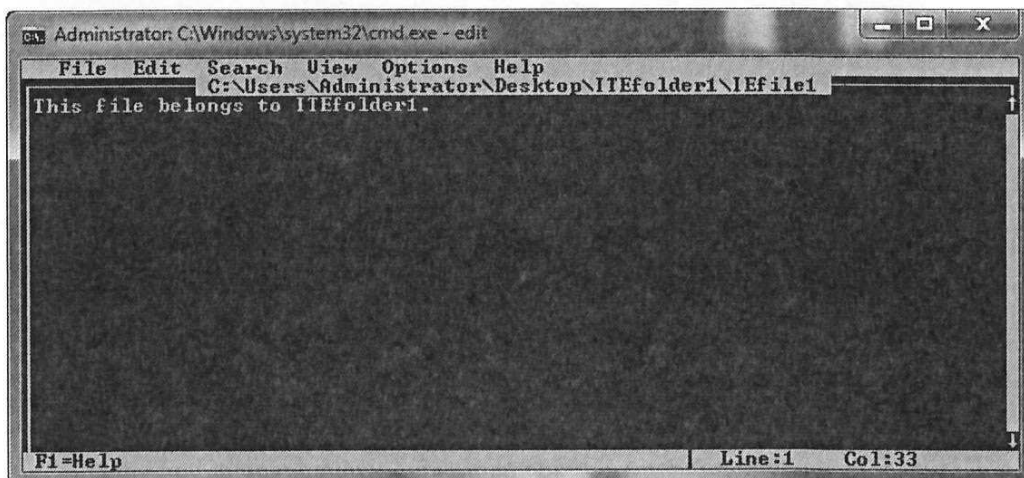 Administrator: C:\Windows\system32\cmd.exe - edit
File Edit Search View Options Help
C:\Users\Administrator\Desktop\ITEfolder1\IEfile1
This file belongs to ITEfolder1.
F1=Help Line:1 Col:33